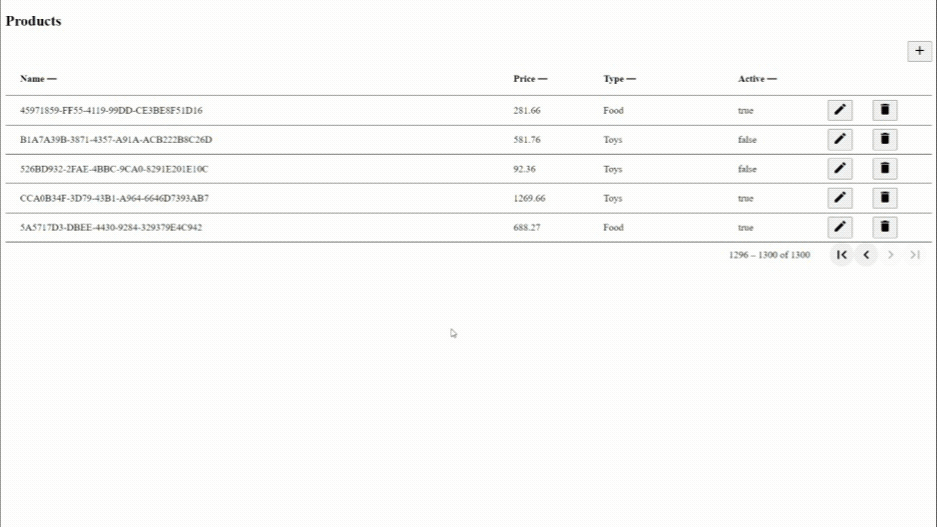 Products
+
Name — Price — Type — Active —
45971859-FF55-4119-99DD-CE3BE8F51D16 281.66 Food true
B1A7A39B-3871-4357-A91A-ACB222B8C26D 581.76 Toys false
526BD932-2FAE-4BBC-9CA0-8291E201E10C 92.36 Toys false
CCA0B34F-3D79-43B1-A964-6646D7393AB7 1269.66 Toys true
5A5717D3-DBEE-4430-9284-329379E4C942 688.27 Food true
1296 – 1300 of 1300